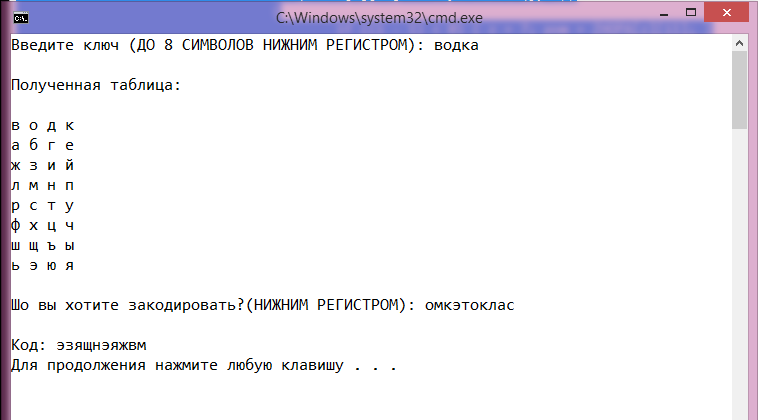 C:\Windows\system32\cmd.exe
Введите ключ (ДО 8 СИМВОЛОВ НИЖНИМ РЕГИСТРОМ): водка
Полученная таблица:
в о д к
а б г е
ж з и й
л м н п
р с т у
ф х ц ч
ш щ ъ ы
ь э ю я
Шо вы хотите закодировать?(НИЖНИМ РЕГИСТРОМ): омкэтоклас
Код: эзящнэяжвм
Для продолжения нажмите любую клавишу . . .